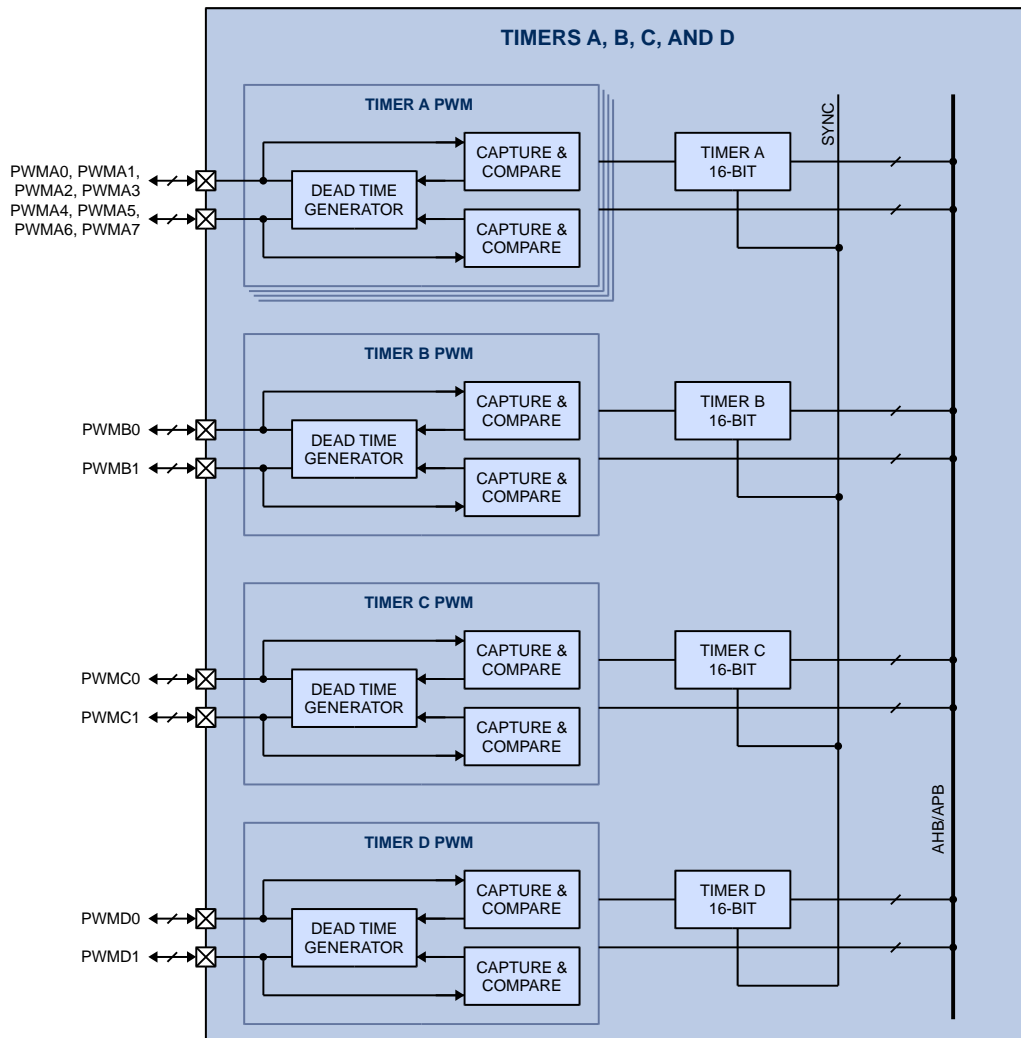 TIMERS A, B, C, AND D
SYNC
TIMER A PWM
PWMA0, PWMA1,
PWMA2, PWMA3
PWMA4, PWMA5,
PWMA6, PWMA7
DEAD TIME
GENERATOR
CAPTURE &
COMPARE
CAPTURE &
COMPARE
TIMER A
16-BIT
TIMER B PWM
PWMB0
PWMB1
DEAD TIME
GENERATOR
CAPTURE &
COMPARE
CAPTURE &
COMPARE
TIMER B
16-BIT
TIMER C PWM
PWMC0
PWMC1
DEAD TIME
GENERATOR
CAPTURE &
COMPARE
CAPTURE &
COMPARE
TIMER C
16-BIT
AHB/APB
TIMER D PWM
PWMD0
PWMD1
DEAD TIME
GENERATOR
CAPTURE &
COMPARE
CAPTURE &
COMPARE
TIMER D
16-BIT